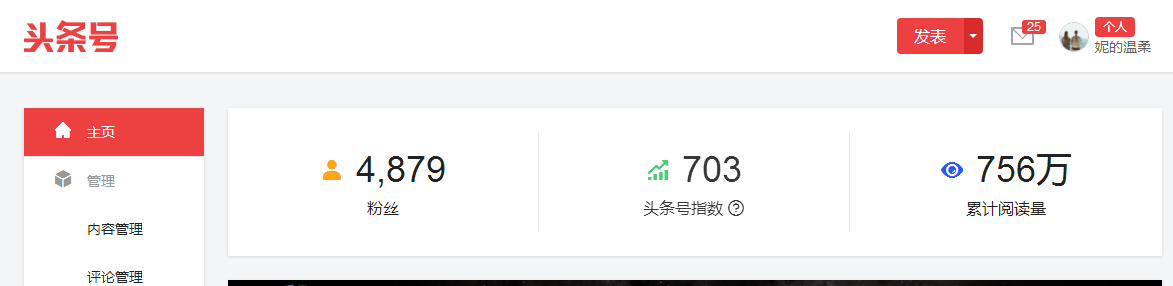 头条号
发表
25
个人
妮的温柔
主页
管理
内容管理
评论管理
4,879
粉丝
703
头条号指数
756万
累计阅读量